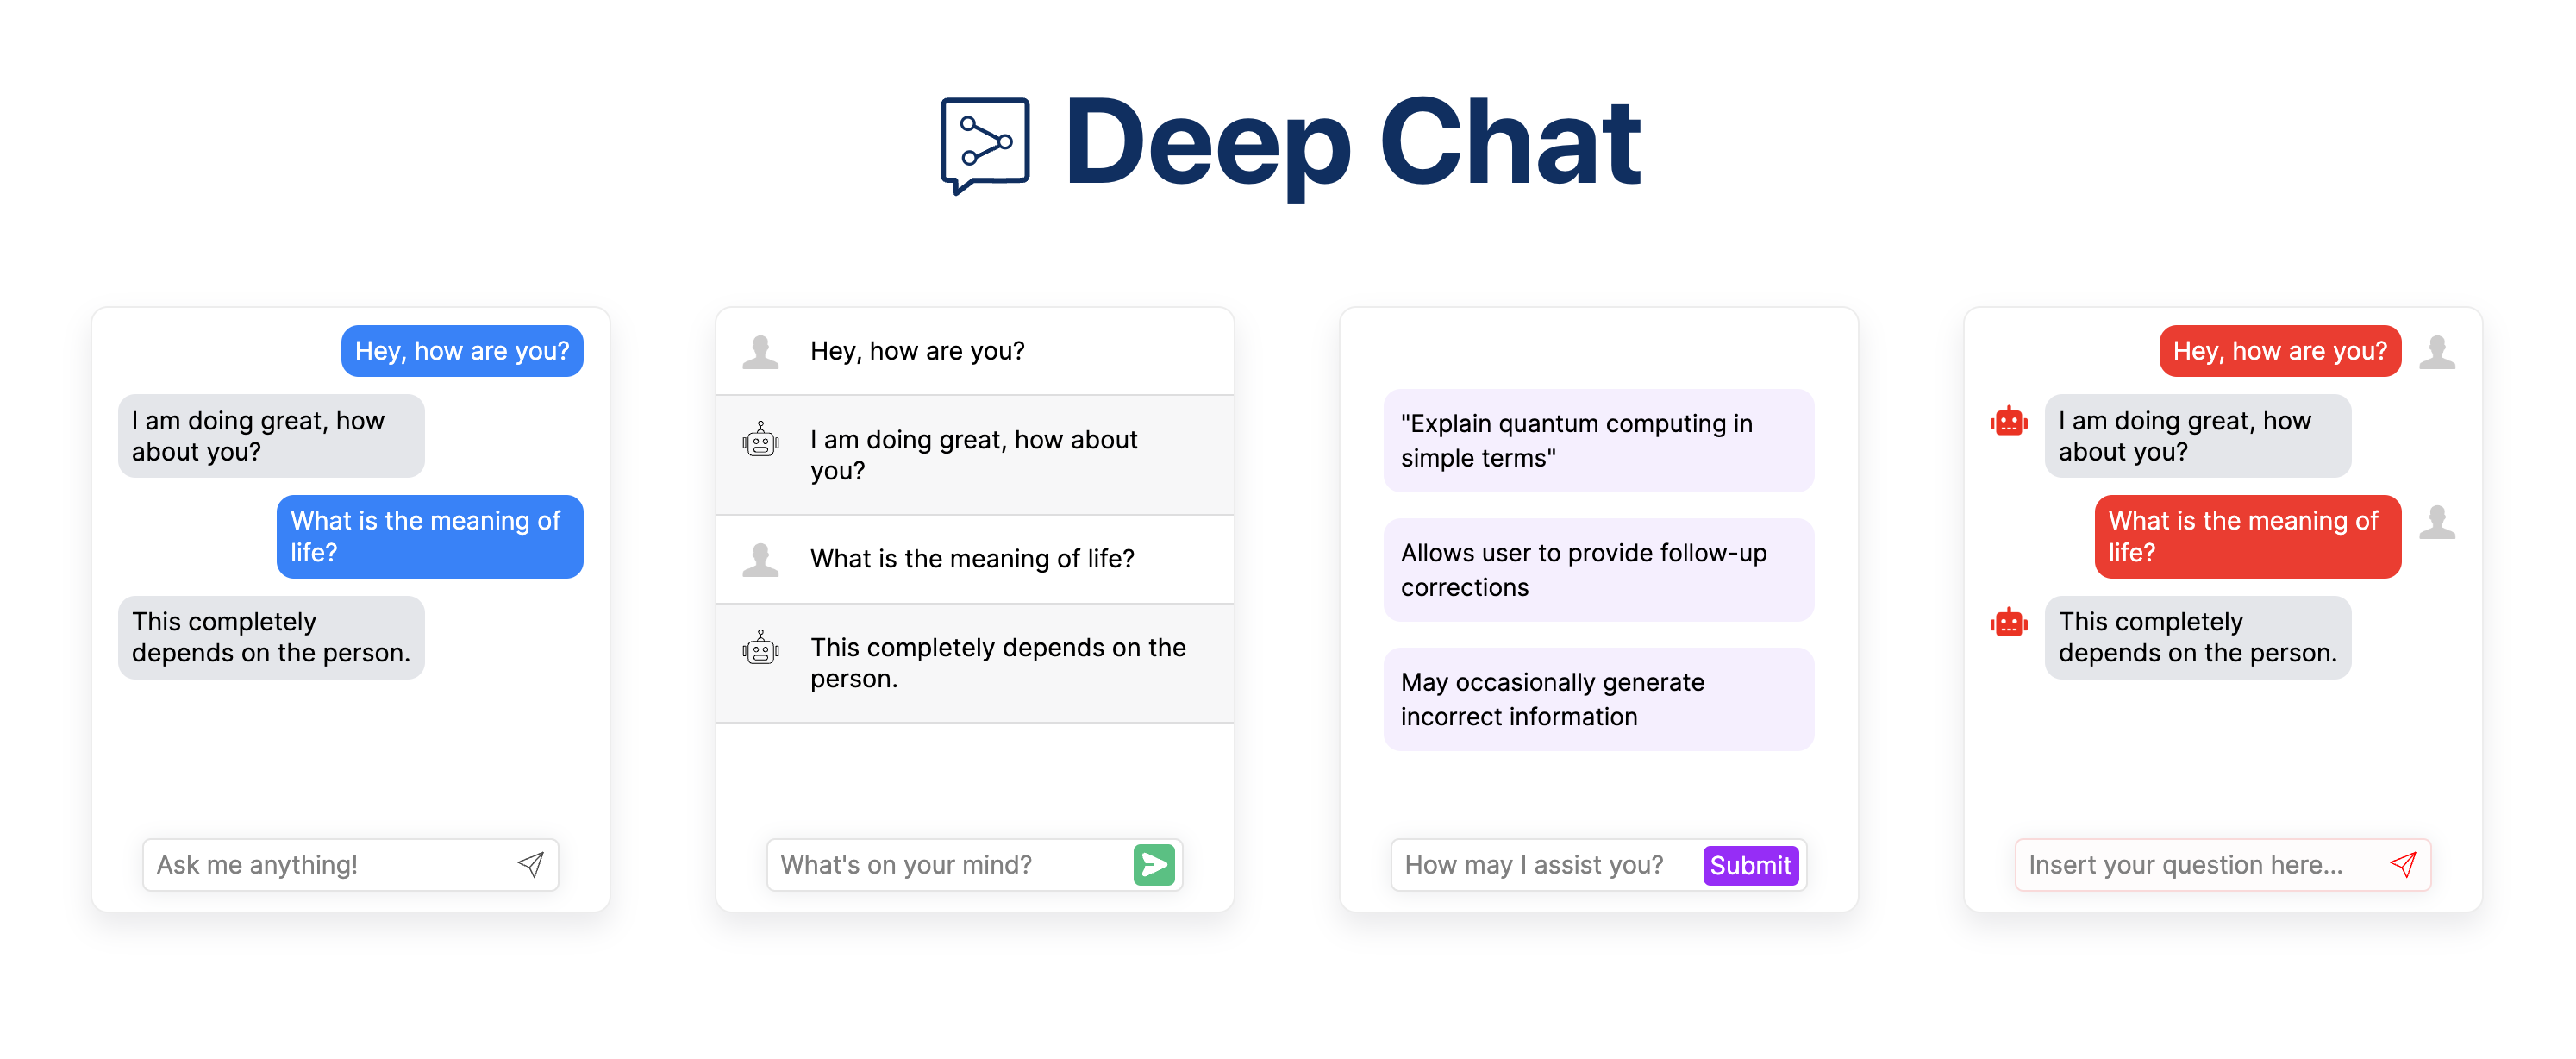 Deep Chat
Hey, how are you?
I am doing great, how
about you?
What is the meaning of
life?
This completely
depends on the person.
Ask me anything!
Hey, how are you?
I am doing great, how about
you?
What is the meaning of life?
This completely depends on the
person.
What's on your mind?
"Explain quantum computing in
simple terms"
Allows user to provide follow-up
corrections
May occasionally generate
incorrect information
How may I assist you?
Submit
Hey, how are you?
I am doing great, how
about you?
What is the meaning of
life?
This completely
depends on the person.
Insert your question here...